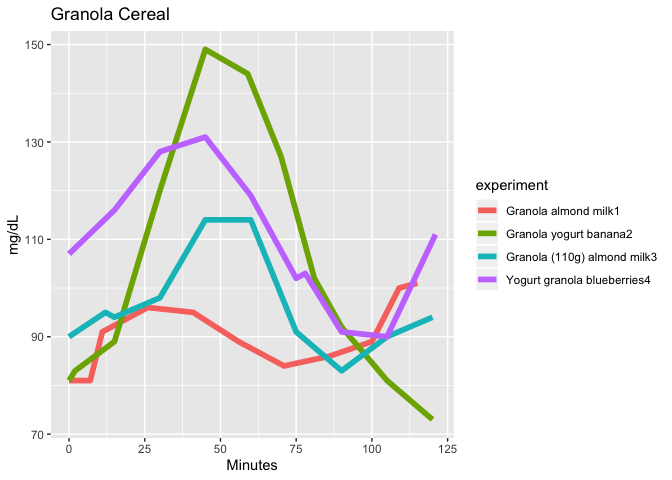 Granola Cereal
150
130
110
90
70
mg/dL
0
25
50
75
100
125
Minutes
experiment
Granola almond milk1
Granola yogurt banana2
Granola (110g) almond milk3
Yogurt granola blueberries4